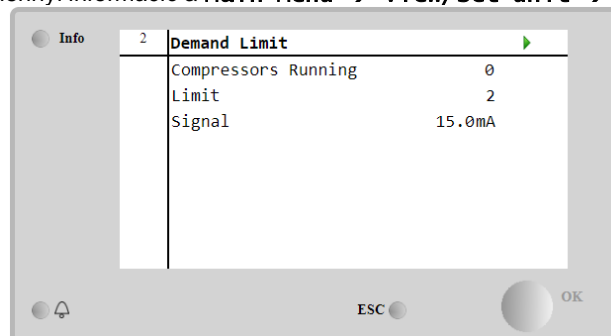 Info
2 Demand Limit
Compressors Running 0
Limit 2
Signal 15.0mA
ESC
OK